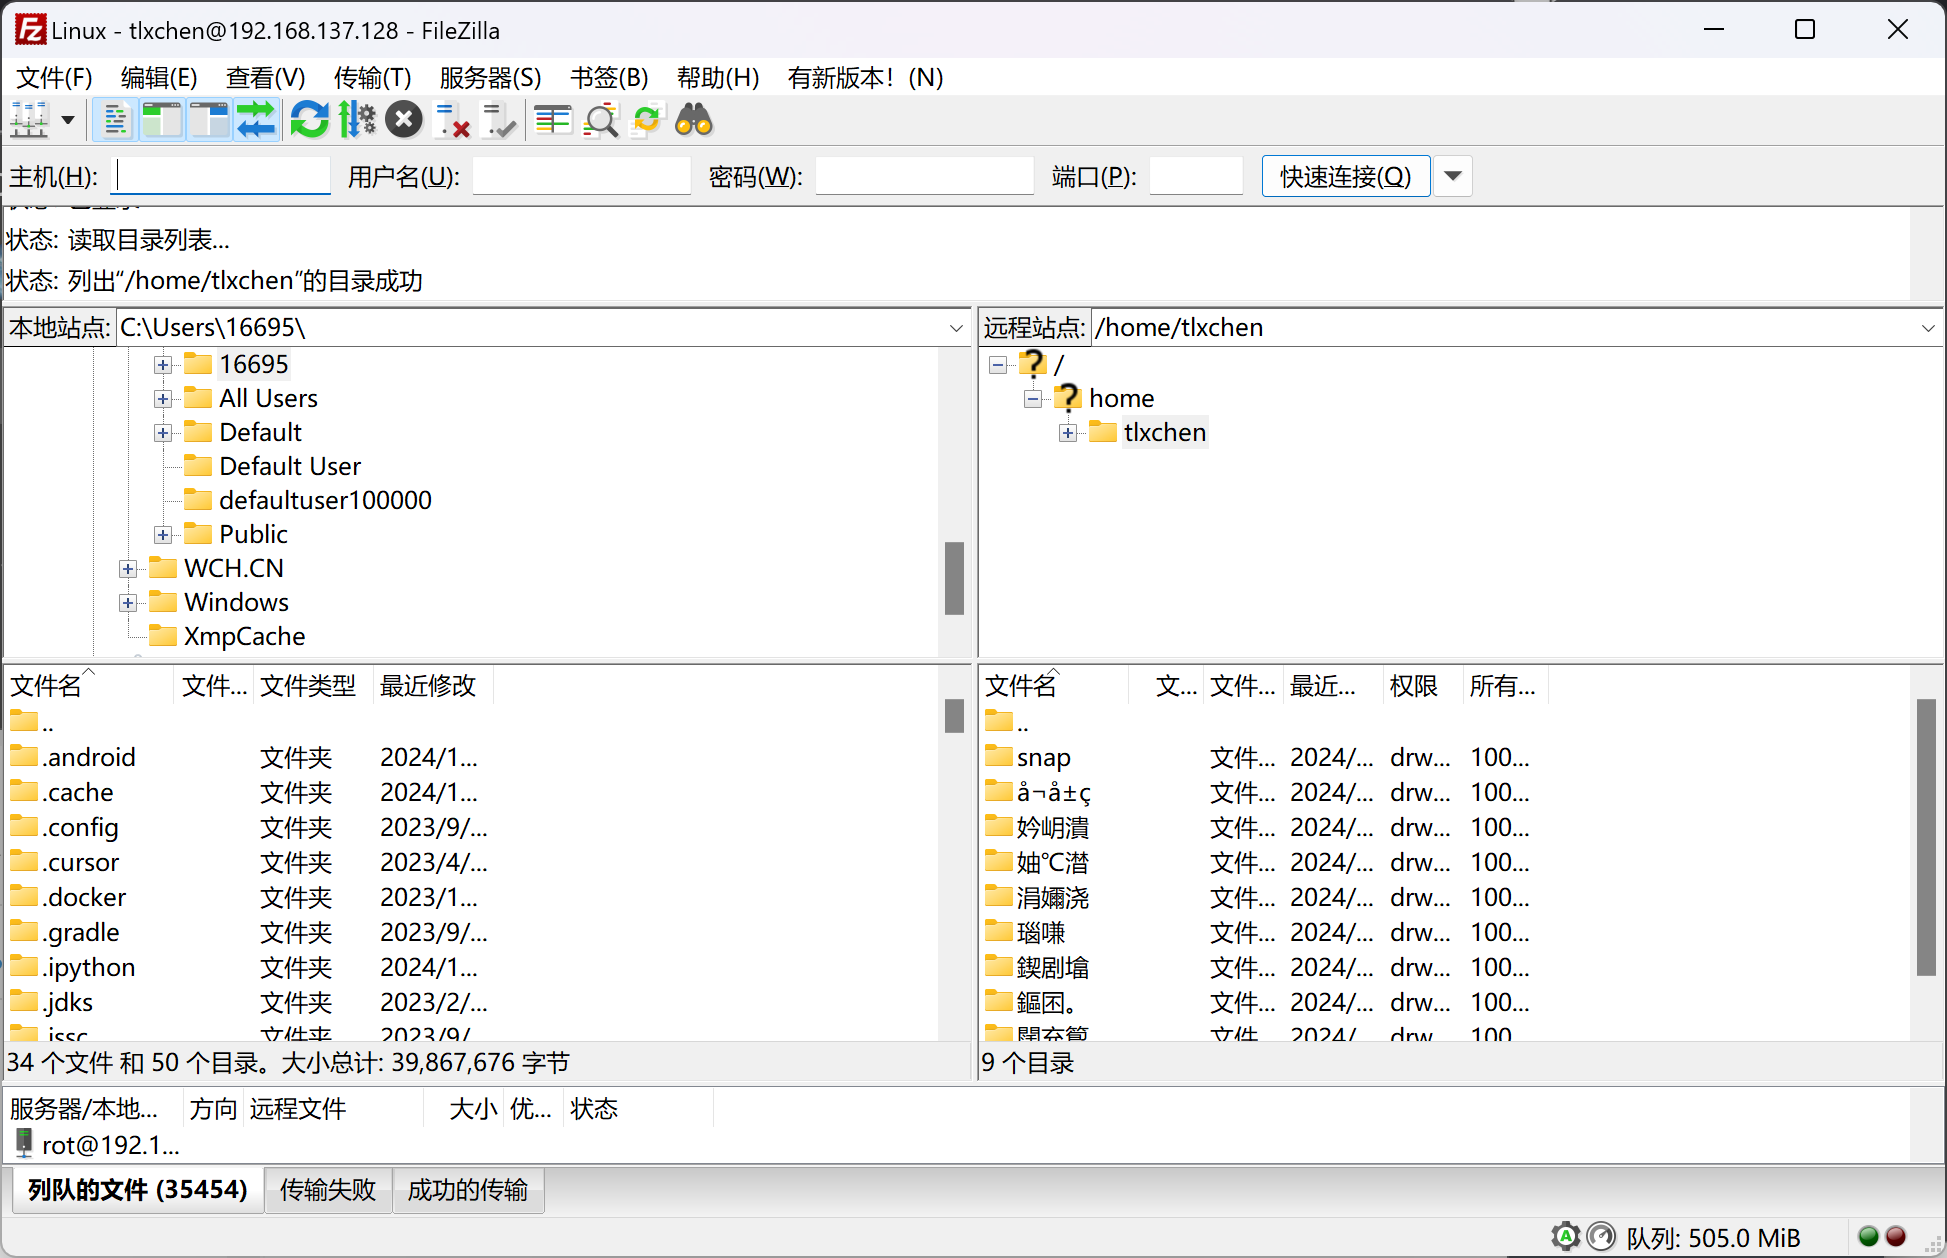 Linux - tlxchen@192.168.137.128 - FileZilla
文件(F) 编辑(E) 查看(V) 传输(T) 服务器(S) 书签(B) 帮助(H) 有新版本！(N)
主机(H): 用户名(U): 密码(W): 端口(P): 快速连接(Q)
状态: 读取目录列表...
状态: 列出“/home/tlxchen”的目录成功
本地站点: C:\Users\16695\
16695
All Users
Default
Default User
defaultuser100000
Public
WCH.CN
Windows
XmpCache
远程站点: /home/tlxchen
/
home
tlxchen
文件名 文件... 文件类型 最近修改
..
.android 文件夹 2024/1...
.cache 文件夹 2024/1...
.config 文件夹 2023/9/...
.cursor 文件夹 2023/4/...
.docker 文件夹 2023/1...
.gradle 文件夹 2023/9/...
.ipython 文件夹 2024/1...
.jdks 文件夹 2023/2/...
.jssc 文件夹 2023/9/
34 个文件 和 50 个目录。大小总计: 39,867,676 字节
文件名 文... 文件... 最近... 权限 所有...
..
snap 文件... 2024/... drw... 100...
å¬å±ç 文件... 2024/... drw... 100...
妗岄潰 文件... 2024/... drw... 100...
妯℃澘 文件... 2024/... drw... 100...
文件... 2024/... drw... 100...
瑙嗛 文件... 2024/... drw... 100...
鍥剧墖 文件... 2024/... drw... 100...
文件... 2024/... drw... 100...
文件... 2024/ drw... 100
9 个目录
服务器/本地... 方向 远程文件 大小 优... 状态
rot@192.1...
列队的文件 (35454) 传输失败 成功的传输
队列: 505.0 MiB